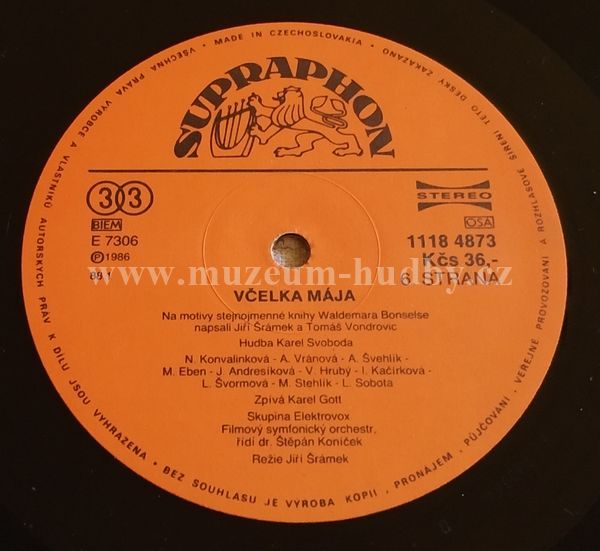 • MADE IN CZECHOSLOVAKIA • ZAKÁZÁNO
VŠECHNA PRÁVA VÝROBCE A VLASTNÍKŮ AUTORSKÝCH PRÁV K DÍLU JSOU VYHRAZENA • BEZ SOUHLASU JE VÝROBA KOPIÍ, PRONÁJEM, PŮJČOVÁNÍ, VEŘEJNÉ PROVOZOVÁNÍ A ROZHLASOVÉ ŠÍŘENÍ TÉTO DESKY
SUPRAPHON
33
STEREO
BIEM
OSA
E 7306
1118 4873
Ⓟ 1986
Kčs 36,-
88.1
6. STRANA
www.muzeum-hudby.cz
VČELKA MÁJA
Na motivy stejnojmenné knihy Waldemara Bonselse
napsali Jiří Šrámek a Tomáš Vondrovic
Hudba Karel Svoboda
N. Konvalinková - A. Vránová - A. Švehlík -
M. Eben - J. Andresíková - V. Hrubý - I. Kačírková -
L. Švormová - M. Stehlík - L. Sobota
Zpívá Karel Gott
Skupina Elektrovox
Filmový symfonický orchestr,
řídí dr. Štěpán Koníček
Režie Jiří Šrámek